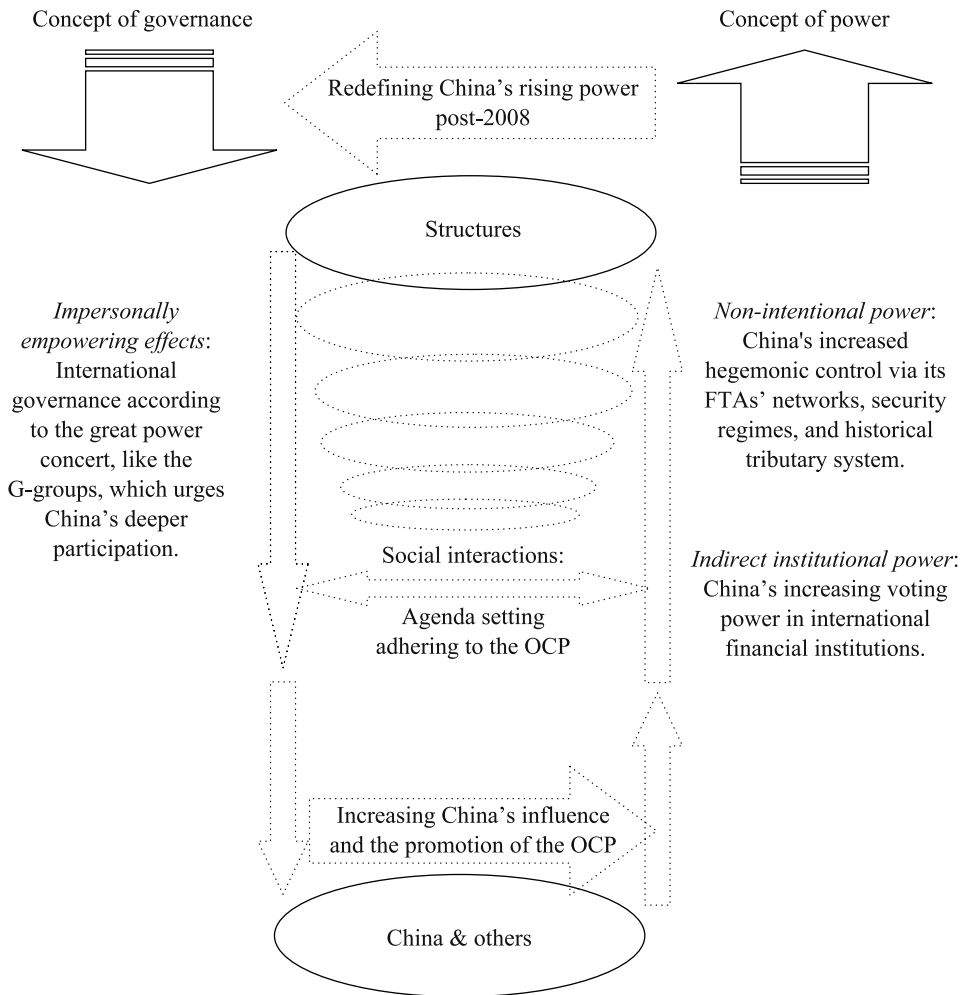 Concept of governance
Concept of power
Redefining China’s rising power
post-2008
Structures
Impersonally
empowering effects:
International
governance according
to the great power
concert, like the
G-groups, which urges
China’s deeper
participation.
Non-intentional power:
China's increased
hegemonic control via its
FTAs’ networks, security
regimes, and historical
tributary system.
Social interactions:
Agenda setting
adhering to the OCP
Indirect institutional power:
China’s increasing voting
power in international
financial institutions.
Increasing China’s influence
and the promotion of the OCP
China & others